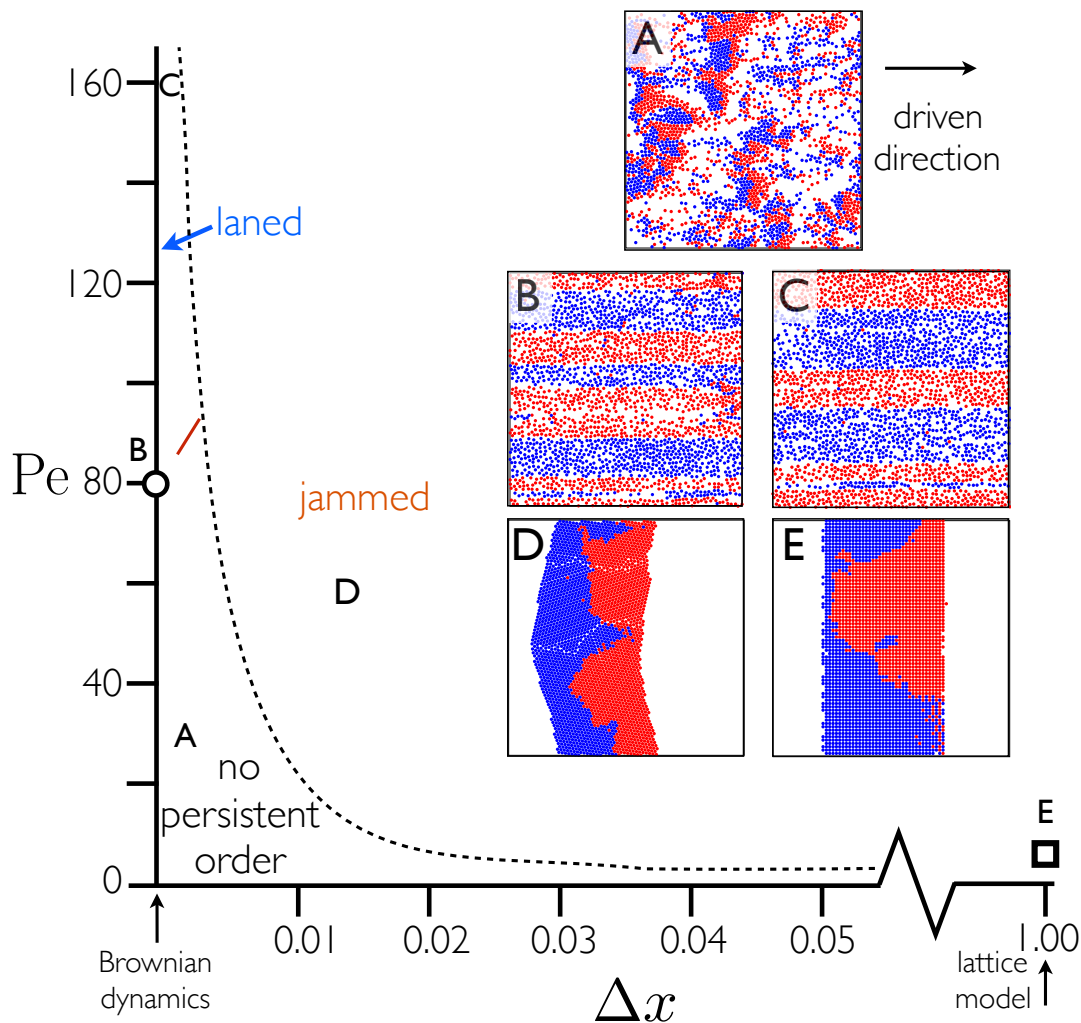 A
driven
direction
160
C
140
laned
120
B
C
B
Pe
80
jammed
D
E
D
40
A
no
persistent
order
E
0
0.01
0.02
0.03
0.04
0.05
1.00
Brownian
dynamics
lattice
model
Δx